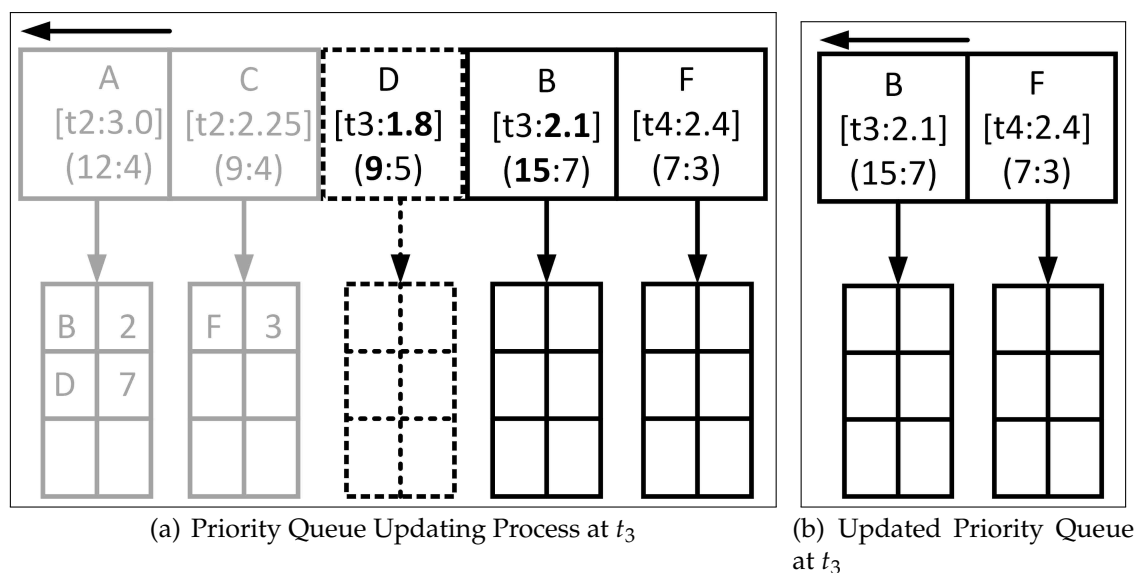 A C D B F
[t2:3.0] [t2:2.25] [t3:1.8] [t3:2.1] [t4:2.4]
(12:4) (9:4) (9:5) (15:7) (7:3)
B 2 F 3
D 7
(a) Priority Queue Updating Process at t3
B F
[t3:2.1] [t4:2.4]
(15:7) (7:3)
(b) Updated Priority Queue
at t3